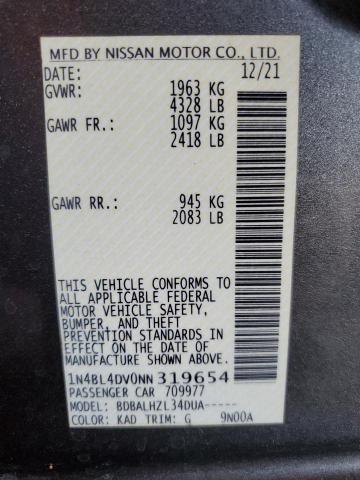 MFD BY NISSAN MOTOR CO., LTD.
DATE: 12/21
GVWR: 1963 KG
4328 LB
GAWR FR.: 1097 KG
2418 LB
GAWR RR.: 945 KG
2083 LB
THIS VEHICLE CONFORMS TO
ALL APPLICABLE FEDERAL
MOTOR VEHICLE SAFETY,
BUMPER, AND THEFT
PREVENTION STANDARDS IN
EFFECT ON THE DATE OF
MANUFACTURE SHOWN ABOVE.
1N4BL4DV0NN319654
PASSENGER CAR 709977
MODEL: BDBALHZL34DUA-----
COLOR: KAD TRIM: G 9N00A